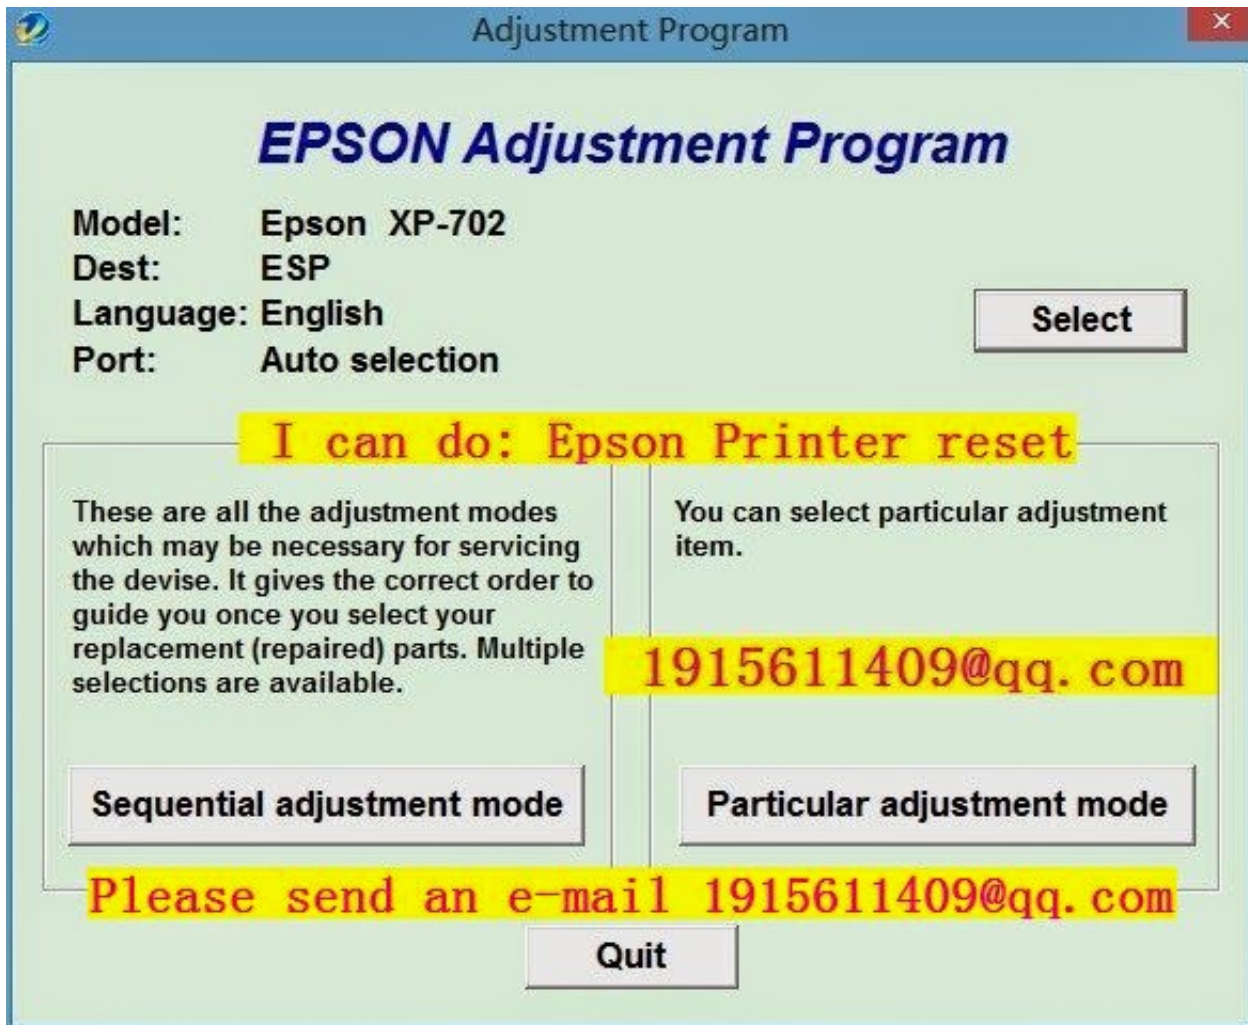 Adjustment Program
EPSON Adjustment Program
Model: Epson XP-702
Dest: ESP
Language: English
Port: Auto selection
Select
I can do: Epson Printer reset
These are all the adjustment modes
which may be necessary for servicing
the devise. It gives the correct order to
guide you once you select your
replacement (repaired) parts. Multiple
selections are available.
Sequential adjustment mode
You can select particular adjustment
item.
1915611409@qq.com
Particular adjustment mode
Please send an e-mail 1915611409@qq.com
Quit